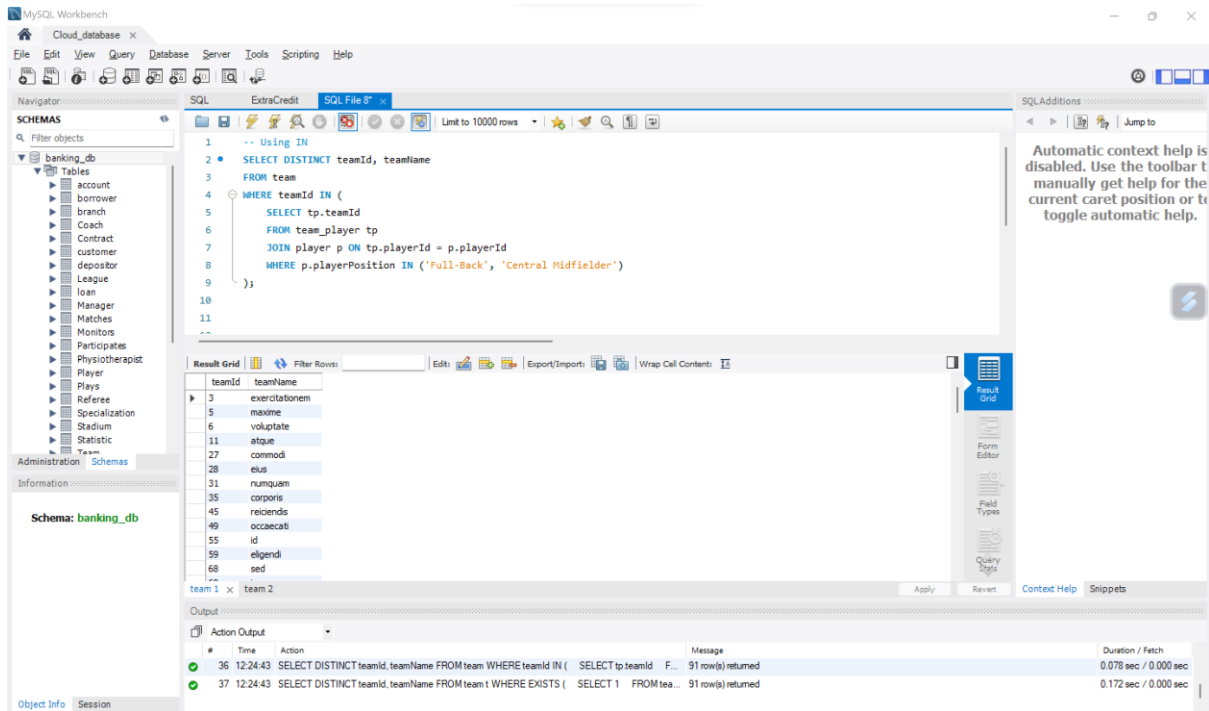 MySQL Workbench
Cloud_database ×
File Edit View Query Database Server Tools Scripting Help
Navigator
SCHEMAS
Filter objects
banking_db
Tables
account
borrower
branch
Coach
Contract
customer
depositor
League
loan
Manager
Matches
Monitors
Participates
Physiotherapist
Player
Plays
Referee
Specialization
Stadium
Statistic
Team
Administration Schemas
Information
Schema: banking_db
Object Info Session
SQL ExtraCredit SQL File 8* ×
Limit to 10000 rows
1 -- Using IN
2 SELECT DISTINCT teamId, teamName
3 FROM team
4 WHERE teamId IN (
5 SELECT tp.teamId
6 FROM team_player tp
7 JOIN player p ON tp.playerId = p.playerId
8 WHERE p.playerPosition IN ('Full-Back', 'Central Midfielder')
9 );
10
11
Result Grid Filter Rows: Edit: Export/Import: Wrap Cell Content:
teamId teamName
3 exercitationem
5 maxime
6 voluptate
11 atque
27 commodi
28 eius
31 numquam
35 corporis
45 reiciendis
49 occaecati
55 id
59 eligendi
68 sed
Result
Grid
Form
Editor
Field
Types
Query
Stats
team 1 × team 2
Apply Revert
SQLAdditions
Jump to
Automatic context help is
disabled. Use the toolbar t
manually get help for the
current caret position or to
toggle automatic help.
Context Help Snippets
Output
Action Output
# Time Action Message Duration / Fetch
36 12:24:43 SELECT DISTINCT teamId, teamName FROM team WHERE teamId IN ( SELECT tp.teamId F... 91 row(s) returned 0.078 sec / 0.000 sec
37 12:24:43 SELECT DISTINCT teamId, teamName FROM team t WHERE EXISTS ( SELECT 1 FROM tea... 91 row(s) returned 0.172 sec / 0.000 sec